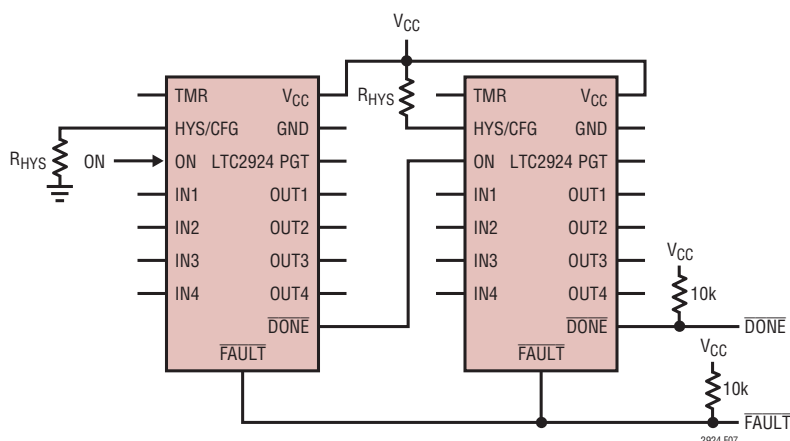 VCC
TMR VCC
HYS/CFG GND
ON LTC2924 PGT
IN1 OUT1
IN2 OUT2
IN3 OUT3
IN4 OUT4
DONE
FAULT
RHYS
ON
RHYS
TMR VCC
HYS/CFG GND
ON LTC2924 PGT
IN1 OUT1
IN2 OUT2
IN3 OUT3
IN4 OUT4
DONE
FAULT
VCC
10k
DONE
VCC
10k
FAULT
2924 F07